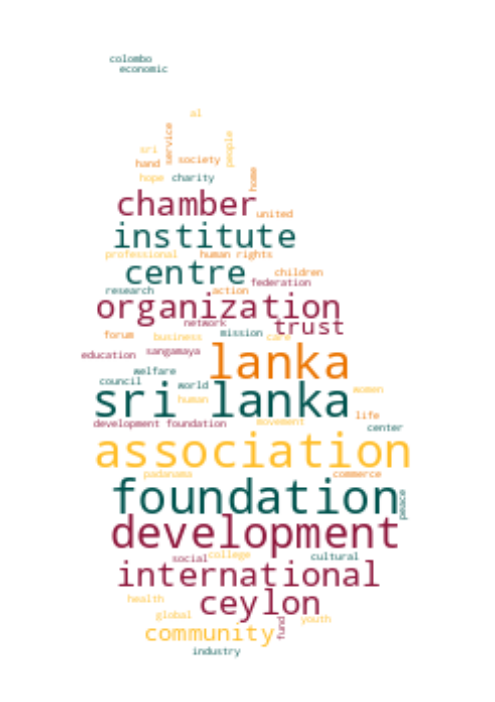 colombo
economic
al
service
people
sri
society
hand
home
hope charity
chamber
united
institute
professional human rights
centre
children
federation
research action
organization
network trust
forum business mission care
education sangamaya
lanka
welfare
council world
women
sri lanka
human
life
development foundation movement
center
association
padanama commerce
foundation
peace
development
social college cultural
international
health
ceylon
global youth
fund
community
industry